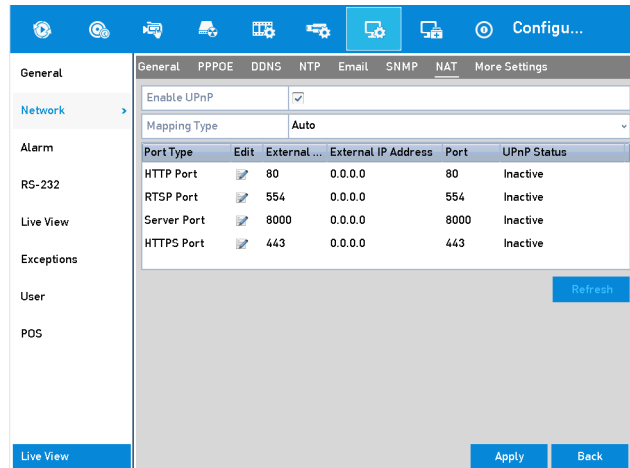 Configu...
General
Network >
Alarm
RS-232
Live View
Exceptions
User
POS
Live View
General PPPOE DDNS NTP Email SNMP NAT More Settings
Enable UPnP
Mapping Type Auto
Port Type Edit External ... External IP Address Port UPnP Status
HTTP Port 80 0.0.0.0 80 Inactive
RTSP Port 554 0.0.0.0 554 Inactive
Server Port 8000 0.0.0.0 8000 Inactive
HTTPS Port 443 0.0.0.0 443 Inactive
Refresh
Apply Back